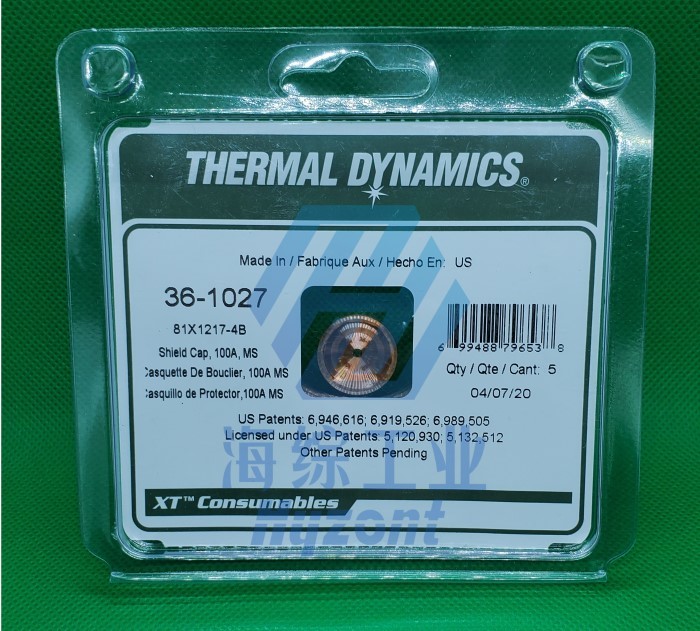 THERMAL DYNAMICS®
Made In / Fabrique Aux / Hecho En: US
36-1027
81X1217-4B
Shield Cap, 100A, MS
Casquette De Bouclier, 100A MS
Casquillo de Protector,100A MS
6 99488 79653 8
Qty / Qte / Cant: 5
04/07/20
US Patents: 6,946,616; 6,919,526; 6,989,505
Licensed under US Patents: 5,120,930; 5,132,512
Other Patents Pending
海综工业
XT™ Consumables
Hyzont